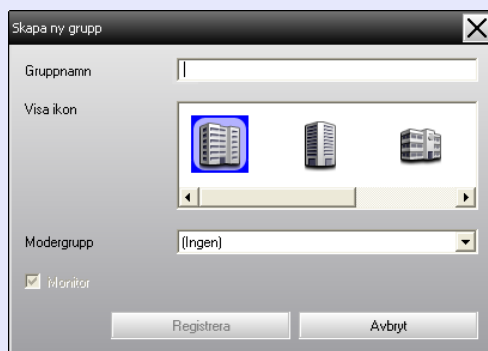 Skapa ny grupp
Gruppnamn
Visa ikon
Modergrupp (Ingen)
Monitor
Registrera Avbryt